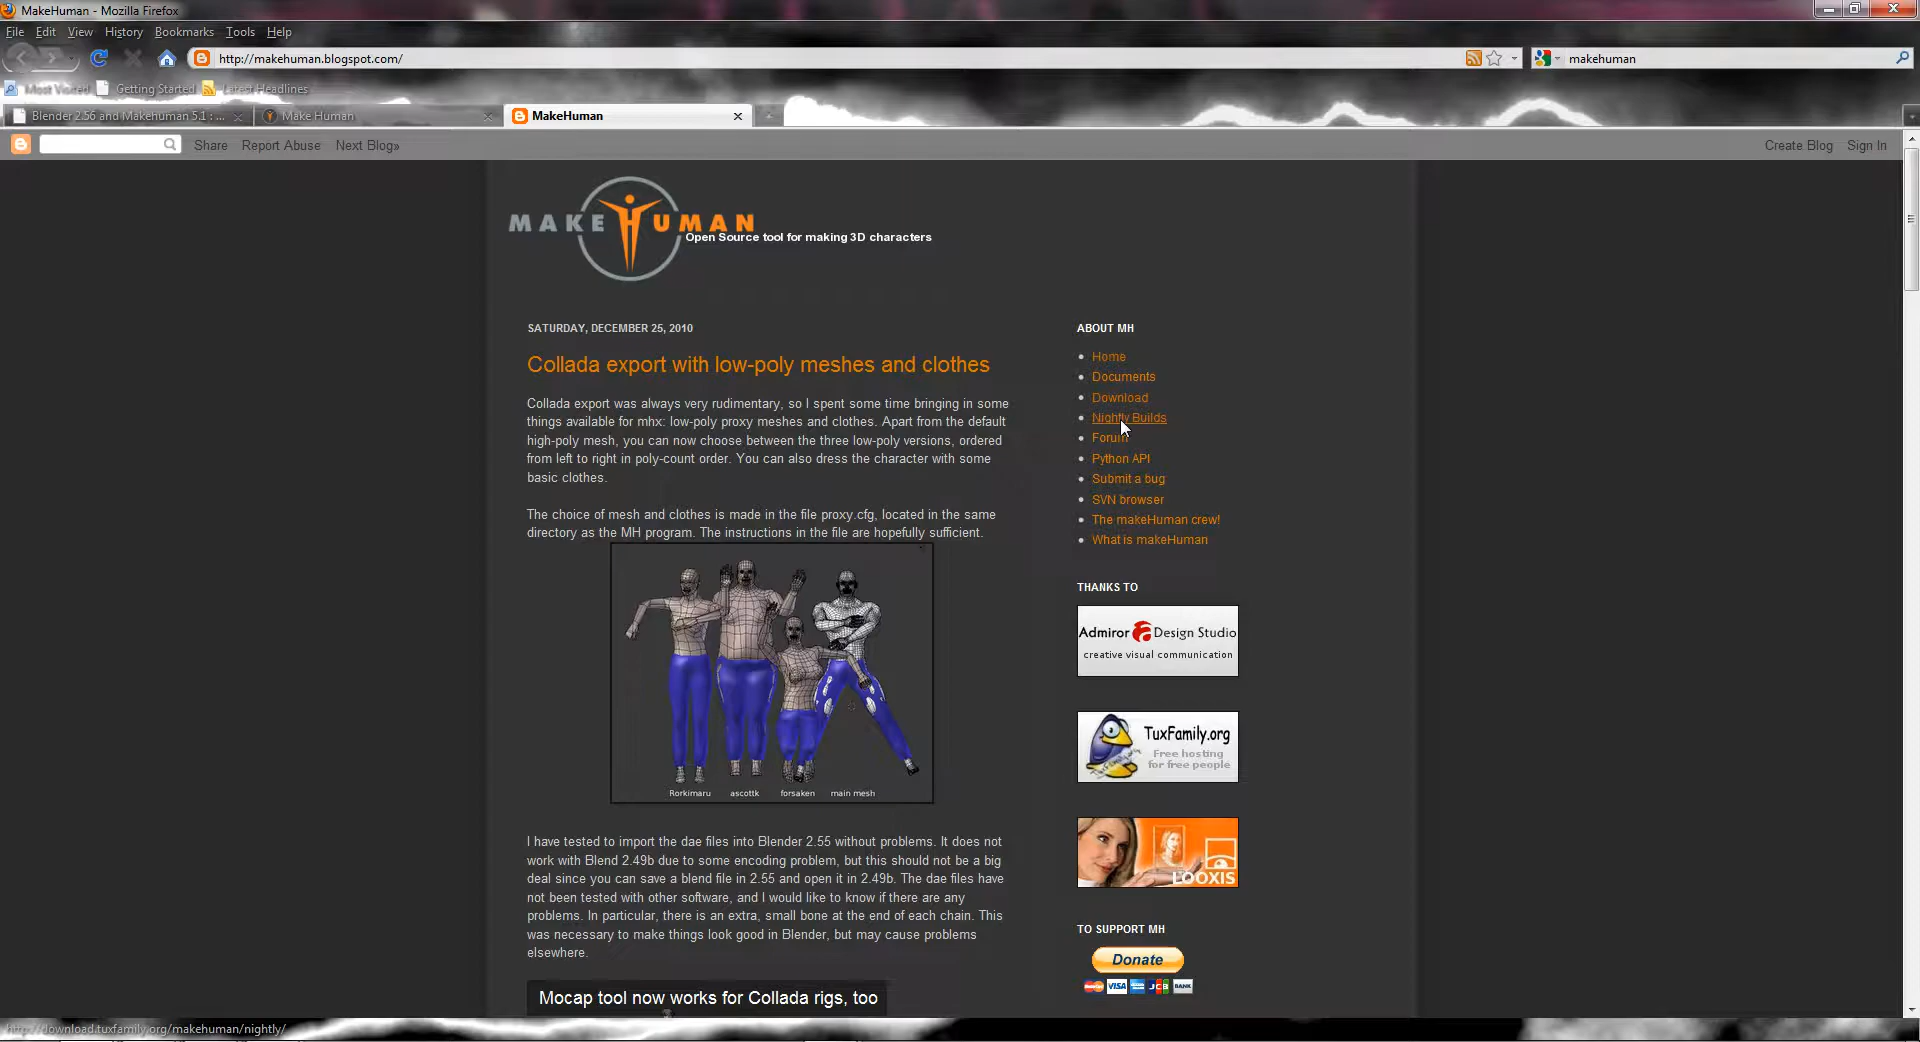 MakeHuman - Mozilla Firefox
File Edit View History Bookmarks Tools Help
http://makehuman.blogspot.com/
makehuman
Most Visited Getting Started Latest Headlines
Blender 2.56 and Makehuman 5.1 : ...
Make Human
MakeHuman
Share Report Abuse Next Blog»
Create Blog Sign In
MAKEHUMAN
Open Source tool for making 3D characters
SATURDAY, DECEMBER 25, 2010
Collada export with low-poly meshes and clothes
Collada export was always very rudimentary, so I spent some time bringing in some
things available for mhx: low-poly proxy meshes and clothes. Apart from the default
high-poly mesh, you can now choose between the three low-poly versions, ordered
from left to right in poly-count order. You can also dress the character with some
basic clothes.
The choice of mesh and clothes is made in the file proxy.cfg, located in the same
directory as the MH program. The instructions in the file are hopefully sufficient.
Rorkimaru ascottk forsaken main mesh
I have tested to import the dae files into Blender 2.55 without problems. It does not
work with Blend 2.49b due to some encoding problem, but this should not be a big
deal since you can save a blend file in 2.55 and open it in 2.49b. The dae files have
not been tested with other software, and I would like to know if there are any
problems. In particular, there is an extra, small bone at the end of each chain. This
was necessary to make things look good in Blender, but may cause problems
elsewhere.
Mocap tool now works for Collada rigs, too
ABOUT MH
Home
Documents
Download
Nightly Builds
Forum
Python API
Submit a bug
SVN browser
The makeHuman crew!
What is makeHuman
THANKS TO
Admiror Design Studio
creative visual communication
TuxFamily.org
Free hosting
for free people
LOOXIS
TO SUPPORT MH
Donate
VISA JCB BANK
http://download.tuxfamily.org/makehuman/nightly/